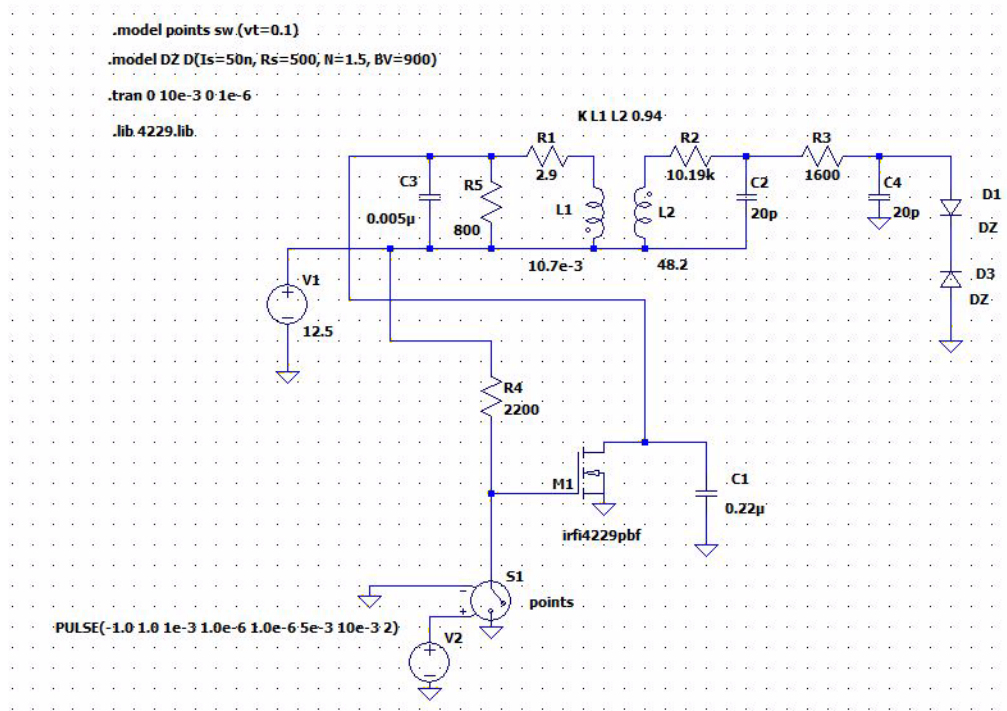 .model points sw (vt=0.1)
.model DZ D(Is=50n, Rs=500, N=1.5, BV=900)
.tran 0 10e-3 0 1e-6
.lib 4229.lib
K L1 L2 0.94
R1
2.9
R2
10.19k
R3
1600
C3
0.005µ
R5
800
L1
10.7e-3
L2
48.2
C2
20p
C4
20p
D1
DZ
D3
DZ
V1
+
−
12.5
R4
2200
M1
irfi4229pbf
C1
0.22µ
S1
−
+
points
PULSE(-1.0 1.0 1e-3 1.0e-6 1.0e-6 5e-3 10e-3 2)
V2
+
−